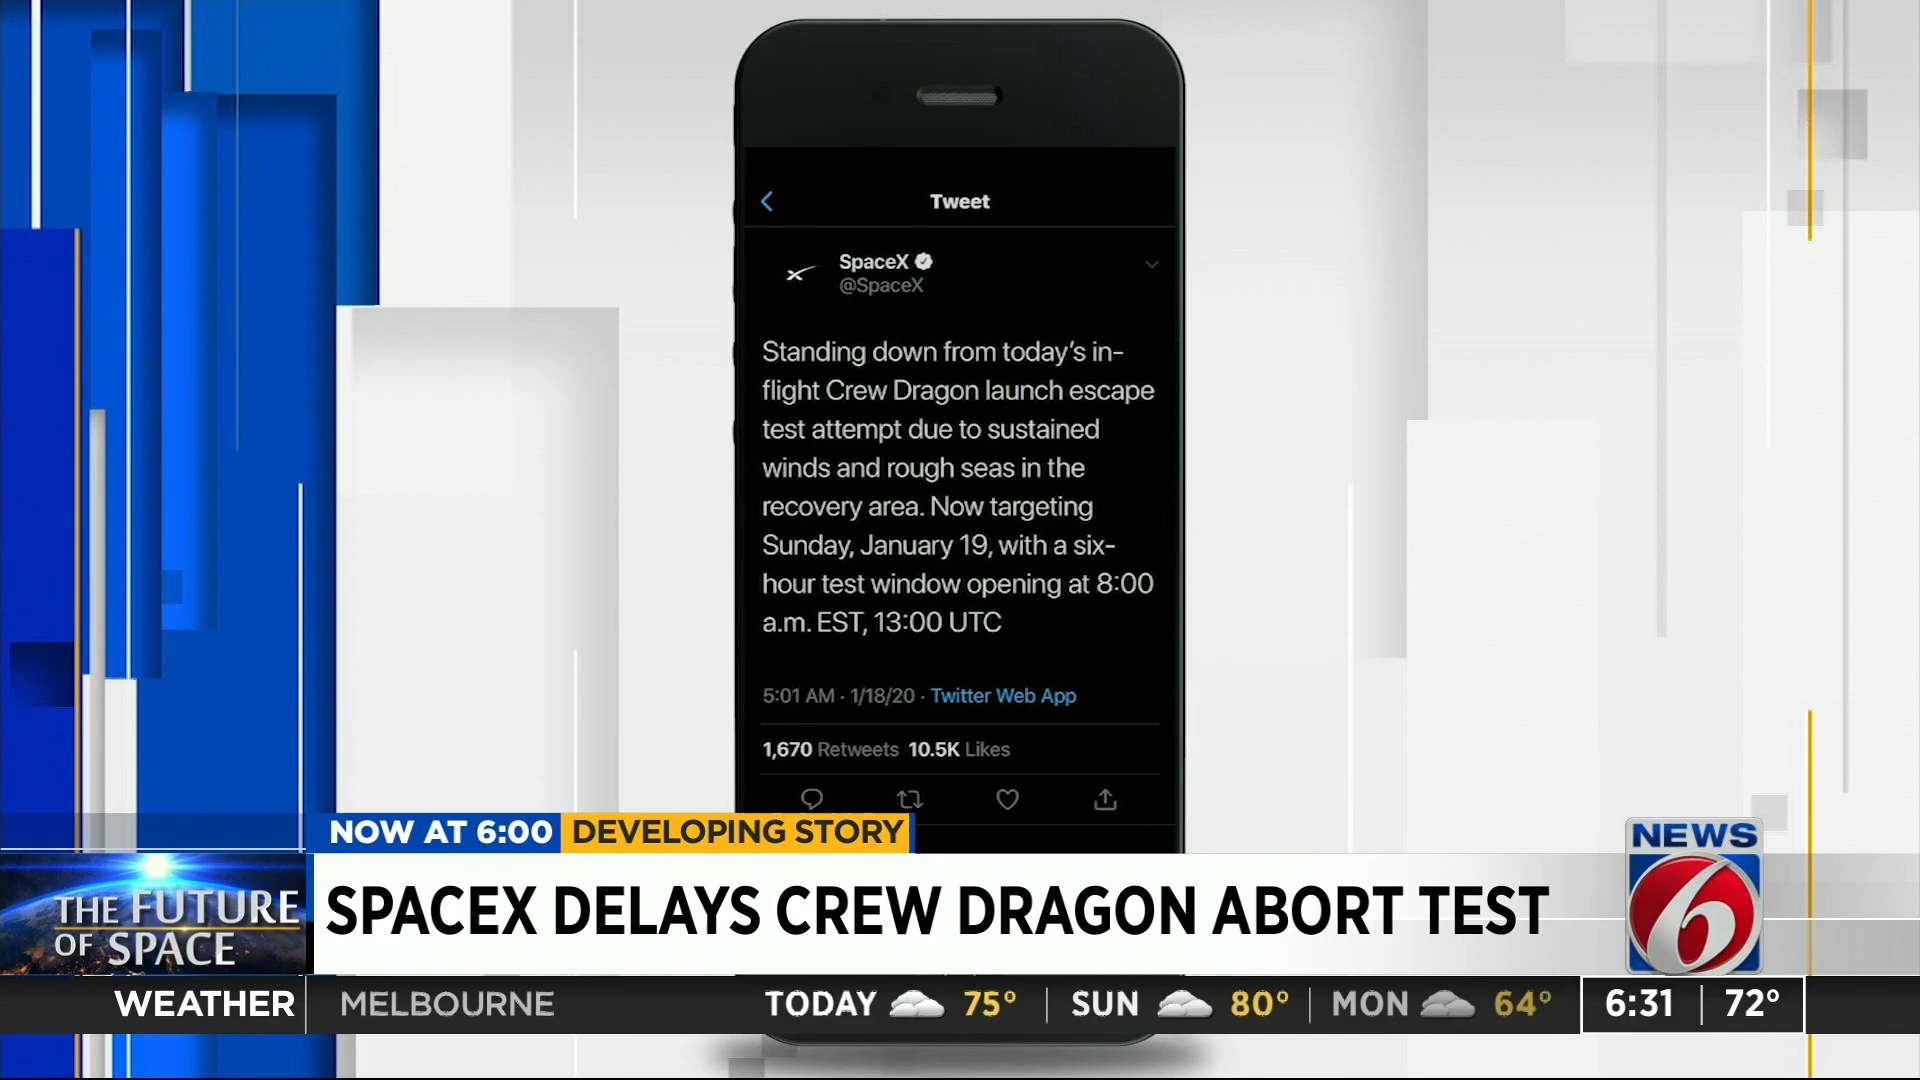 Tweet
SpaceX
@SpaceX
Standing down from today’s in-
flight Crew Dragon launch escape
test attempt due to sustained
winds and rough seas in the
recovery area. Now targeting
Sunday, January 19, with a six-
hour test window opening at 8:00
a.m. EST, 13:00 UTC
5:01 AM · 1/18/20 · Twitter Web App
1,670 Retweets 10.5K Likes
NOW AT 6:00 DEVELOPING STORY
THE FUTURE
OF SPACE
SPACEX DELAYS CREW DRAGON ABORT TEST
NEWS
6
WEATHER MELBOURNE TODAY 75° SUN 80° MON 64° 6:31 72°